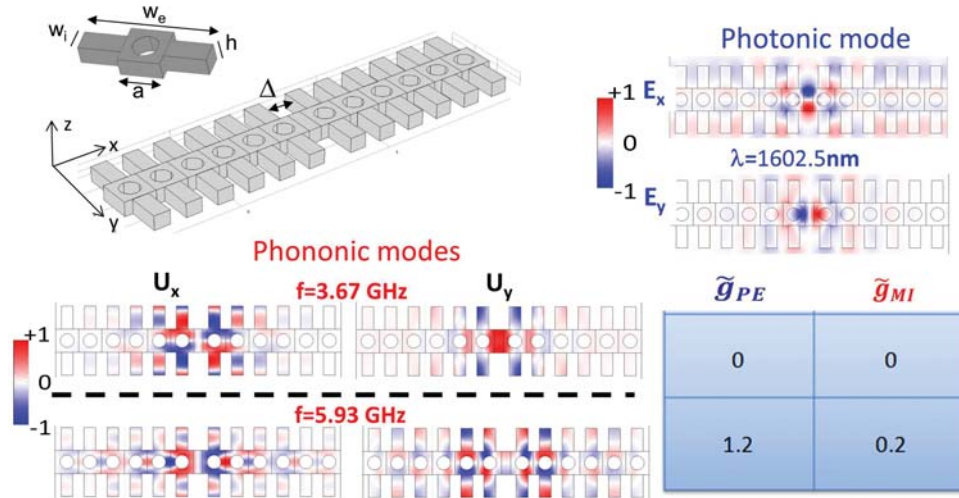 w_e
w_i
h
a
Δ
z
x
y
Photonic mode
E_x
+1
0
-1
λ=1602.5nm
E_y
Phononic modes
U_x
f=3.67 GHz
U_y
+1
0
-1
f=5.93 GHz
g̃_PE g̃_MI
0 0
1.2 0.2